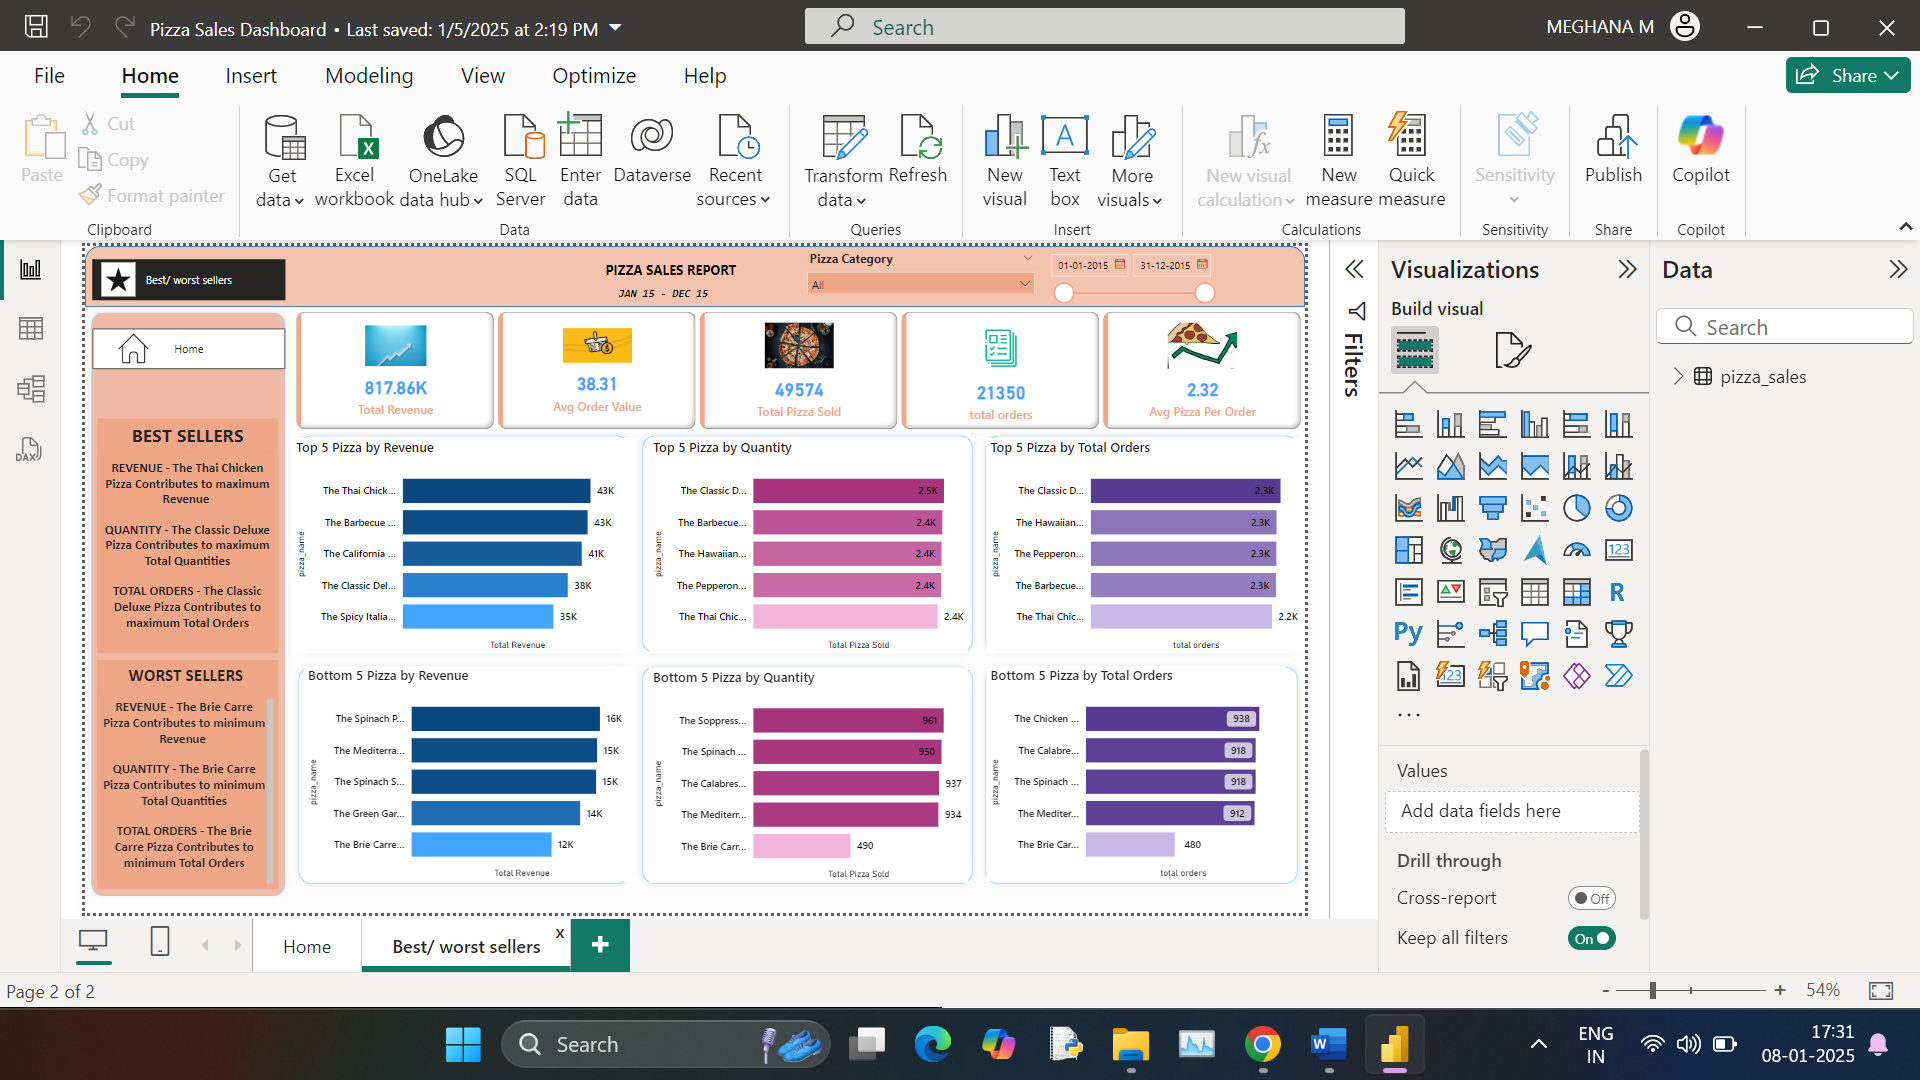 Pizza Sales Dashboard • Last saved: 1/5/2025 at 2:19 PM
Search
MEGHANA M
File
Home
Insert
Modeling
View
Optimize
Help
Share
Paste
Cut
Copy
Format painter
Clipboard
Get
data
Excel
workbook
OneLake
data hub
SQL
Server
Enter
data
Dataverse
Recent
sources
Data
Transform
data
Refresh
Queries
New
visual
Text
box
More
visuals
Insert
New visual
calculation
New
measure
Quick
measure
Calculations
Sensitivity
Sensitivity
Publish
Share
Copilot
Copilot
Best/ worst sellers
PIZZA SALES REPORT
JAN 15 - DEC 15
Pizza Category
All
01-01-2015
31-12-2015
Home
817.86K
Total Revenue
38.31
Avg Order Value
49574
Total Pizza Sold
21350
total orders
2.32
Avg Pizza Per Order
BEST SELLERS
REVENUE - The Thai Chicken
Pizza Contributes to maximum
Revenue
QUANTITY - The Classic Deluxe
Pizza Contributes to maximum
Total Quantities
TOTAL ORDERS - The Classic
Deluxe Pizza Contributes to
maximum Total Orders
WORST SELLERS
REVENUE - The Brie Carre
Pizza Contributes to minimum
Revenue
QUANTITY - The Brie Carre
Pizza Contributes to minimum
Total Quantities
TOTAL ORDERS - The Brie
Carre Pizza Contributes to
minimum Total Orders
Top 5 Pizza by Revenue
pizza_name
The Thai Chick... 43K
The Barbecue ... 43K
The California ... 41K
The Classic Del... 38K
The Spicy Italia... 35K
Total Revenue
Top 5 Pizza by Quantity
pizza_name
The Classic D... 2.5K
The Barbecue... 2.4K
The Hawaiian... 2.4K
The Pepperon... 2.4K
The Thai Chic... 2.4K
Total Pizza Sold
Top 5 Pizza by Total Orders
pizza_name
The Classic D... 2.3K
The Hawaiian... 2.3K
The Pepperon... 2.3K
The Barbecue... 2.3K
The Thai Chic... 2.2K
total orders
Bottom 5 Pizza by Revenue
pizza_name
The Spinach P... 16K
The Mediterra... 15K
The Spinach S... 15K
The Green Gar... 14K
The Brie Carre... 12K
Total Revenue
Bottom 5 Pizza by Quantity
pizza_name
The Soppress... 961
The Spinach ... 950
The Calabres... 937
The Mediterr... 934
The Brie Carr... 490
Total Pizza Sold
Bottom 5 Pizza by Total Orders
pizza_name
The Chicken ... 938
The Calabre... 918
The Spinach ... 918
The Mediter... 912
The Brie Car... 480
total orders
Filters
Visualizations
Build visual
123
R
Py
123
...
Values
Add data fields here
Drill through
Cross-report
Off
Keep all filters
On
Data
Search
pizza_sales
DAX
Home
Best/ worst sellers
x
+
Page 2 of 2
- + 54%
Search
ENG
IN
17:31
08-01-2025